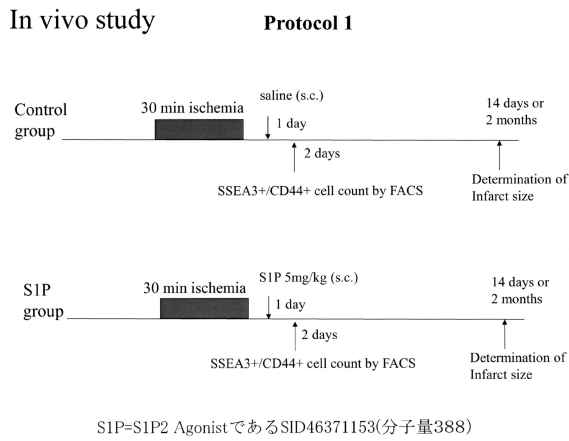 In vivo study
Protocol 1
Control
group
30 min ischemia
saline (s.c.)
1 day
2 days
SSEA3+/CD44+ cell count by FACS
14 days or
2 months
Determination of
Infarct size
S1P
group
30 min ischemia
S1P 5mg/kg (s.c.)
1 day
2 days
SSEA3+/CD44+ cell count by FACS
14 days or
2 months
Determination of
Infarct size
S1P=S1P2 AgonistであるSID46371153(分子量388)